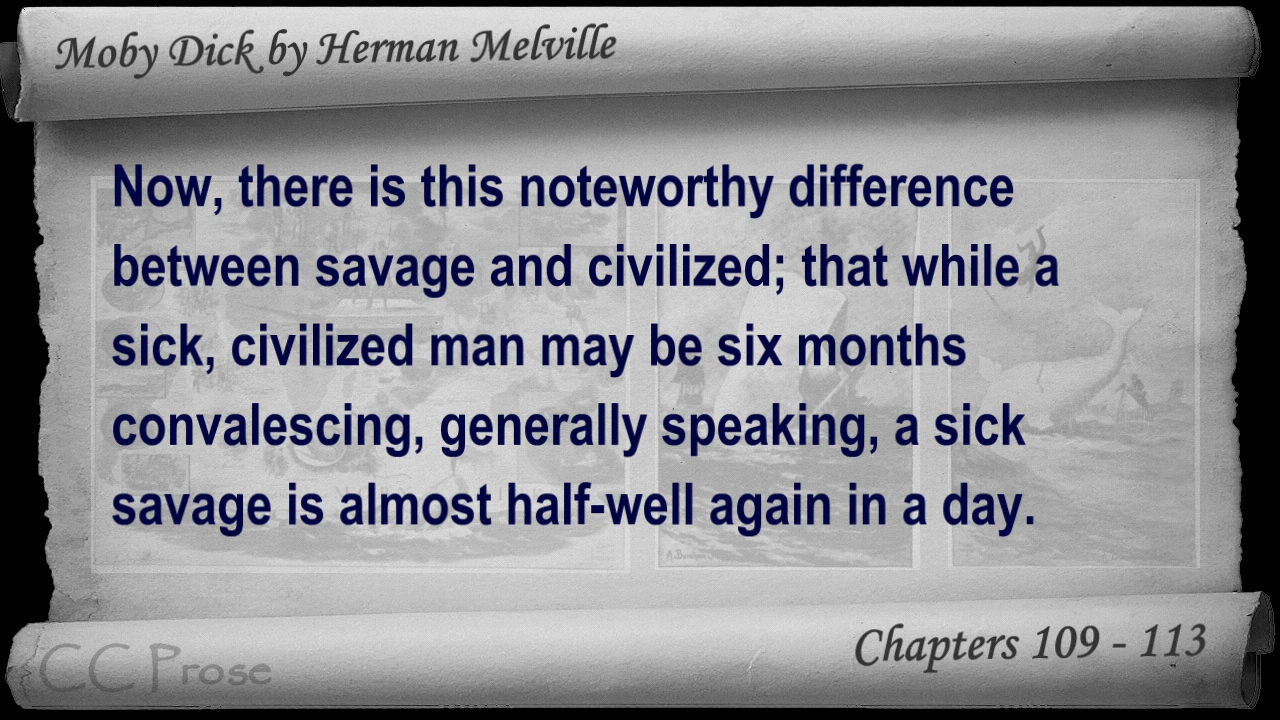 Moby Dick by Herman Melville
Now, there is this noteworthy difference
between savage and civilized; that while a
sick, civilized man may be six months
convalescing, generally speaking, a sick
savage is almost half-well again in a day.
Chapters 109 - 113
CC Prose